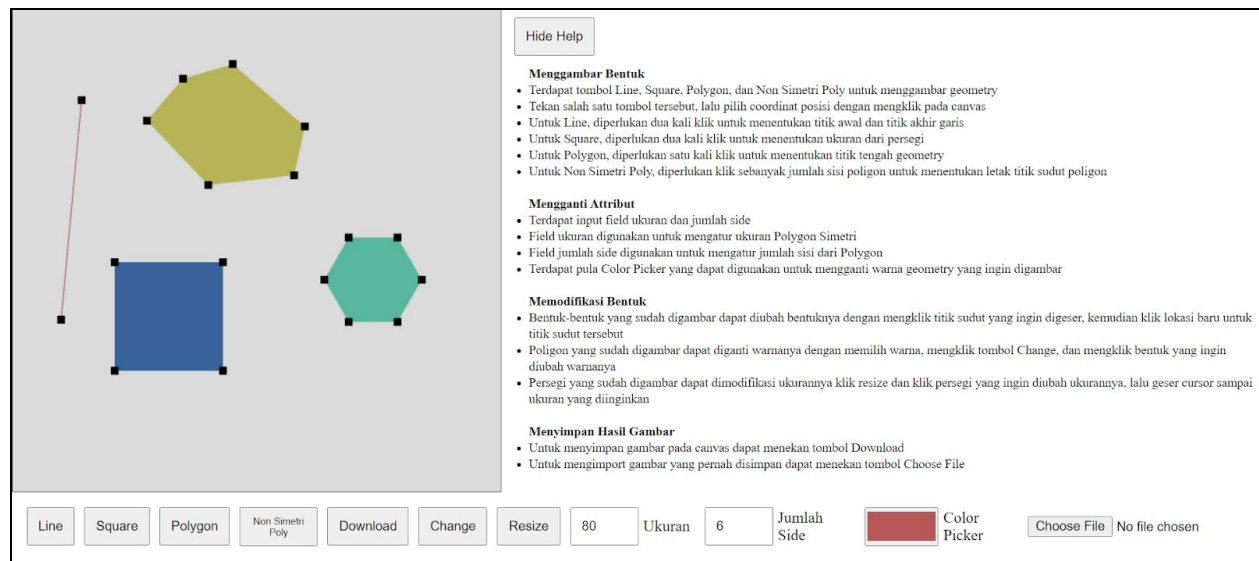 Hide Help
Menggambar Bentuk
Terdapat tombol Line, Square, Polygon, dan Non Simetri Poly untuk menggambar geometry
Tekan salah satu tombol tersebut, lalu pilih coordinat posisi dengan mengklik pada canvas
Untuk Line, diperlukan dua kali klik untuk menentukan titik awal dan titik akhir garis
Untuk Square, diperlukan dua kali klik untuk menentukan ukuran dari persegi
Untuk Polygon, diperlukan satu kali klik untuk menentukan titik tengah geometry
Untuk Non Simetri Poly, diperlukan klik sebanyak jumlah sisi poligon untuk menentukan letak titik sudut poligon
Mengganti Attribut
Terdapat input field ukuran dan jumlah side
Field ukuran digunakan untuk mengatur ukuran Polygon Simetri
Field jumlah side digunakan untuk mengatur jumlah sisi dari Polygon
Terdapat pula Color Picker yang dapat digunakan untuk mengganti warna geometry yang ingin digambar
Memodifikasi Bentuk
Bentuk-bentuk yang sudah digambar dapat diubah bentuknya dengan mengklik titik sudut yang ingin digeser, kemudian klik lokasi baru untuk
titik sudut tersebut
Poligon yang sudah digambar dapat diganti warnanya dengan memilih warna, mengklik tombol Change, dan mengklik bentuk yang ingin
diubah warnanya
Persegi yang sudah digambar dapat dimodifikasi ukurannya klik resize dan klik persegi yang ingin diubah ukurannya, lalu geser cursor sampai
ukuran yang diinginkan
Menyimpan Hasil Gambar
Untuk menyimpan gambar pada canvas dapat menekan tombol Download
Untuk mengimport gambar yang pernah disimpan dapat menekan tombol Choose File
Line
Square
Polygon
Non Simetri
Poly
Download
Change
Resize
80
Ukuran
6
Jumlah
Side
Color
Picker
Choose File No file chosen